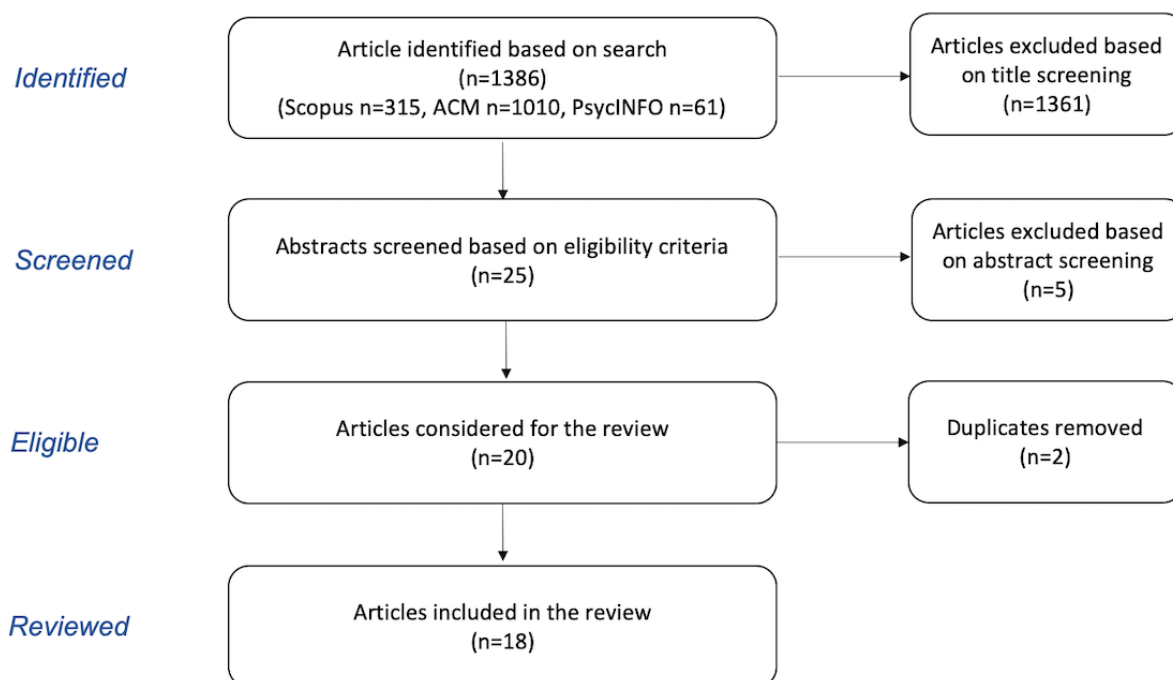 Identified
Article identified based on search
(n=1386)
(Scopus n=315, ACM n=1010, PsycINFO n=61)
Articles excluded based
on title screening
(n=1361)
Screened
Abstracts screened based on eligibility criteria
(n=25)
Articles excluded based
on abstract screening
(n=5)
Eligible
Articles considered for the review
(n=20)
Duplicates removed
(n=2)
Reviewed
Articles included in the review
(n=18)